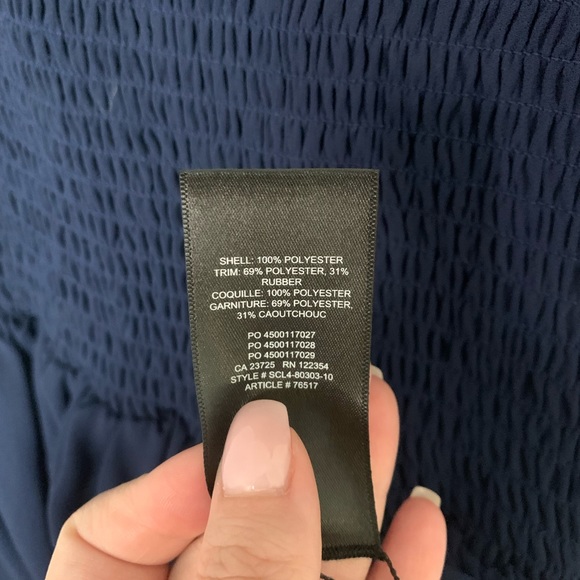 SHELL: 100% POLYESTER
TRIM: 69% POLYESTER, 31%
RUBBER
COQUILLE: 100% POLYESTER
GARNITURE: 69% POLYESTER,
31% CAOUTCHOUC
PO 4500117027
PO 4500117028
PO 4500117029
CA 23725 RN 122354
STYLE # SCL4-80303-10
ARTICLE # 76517